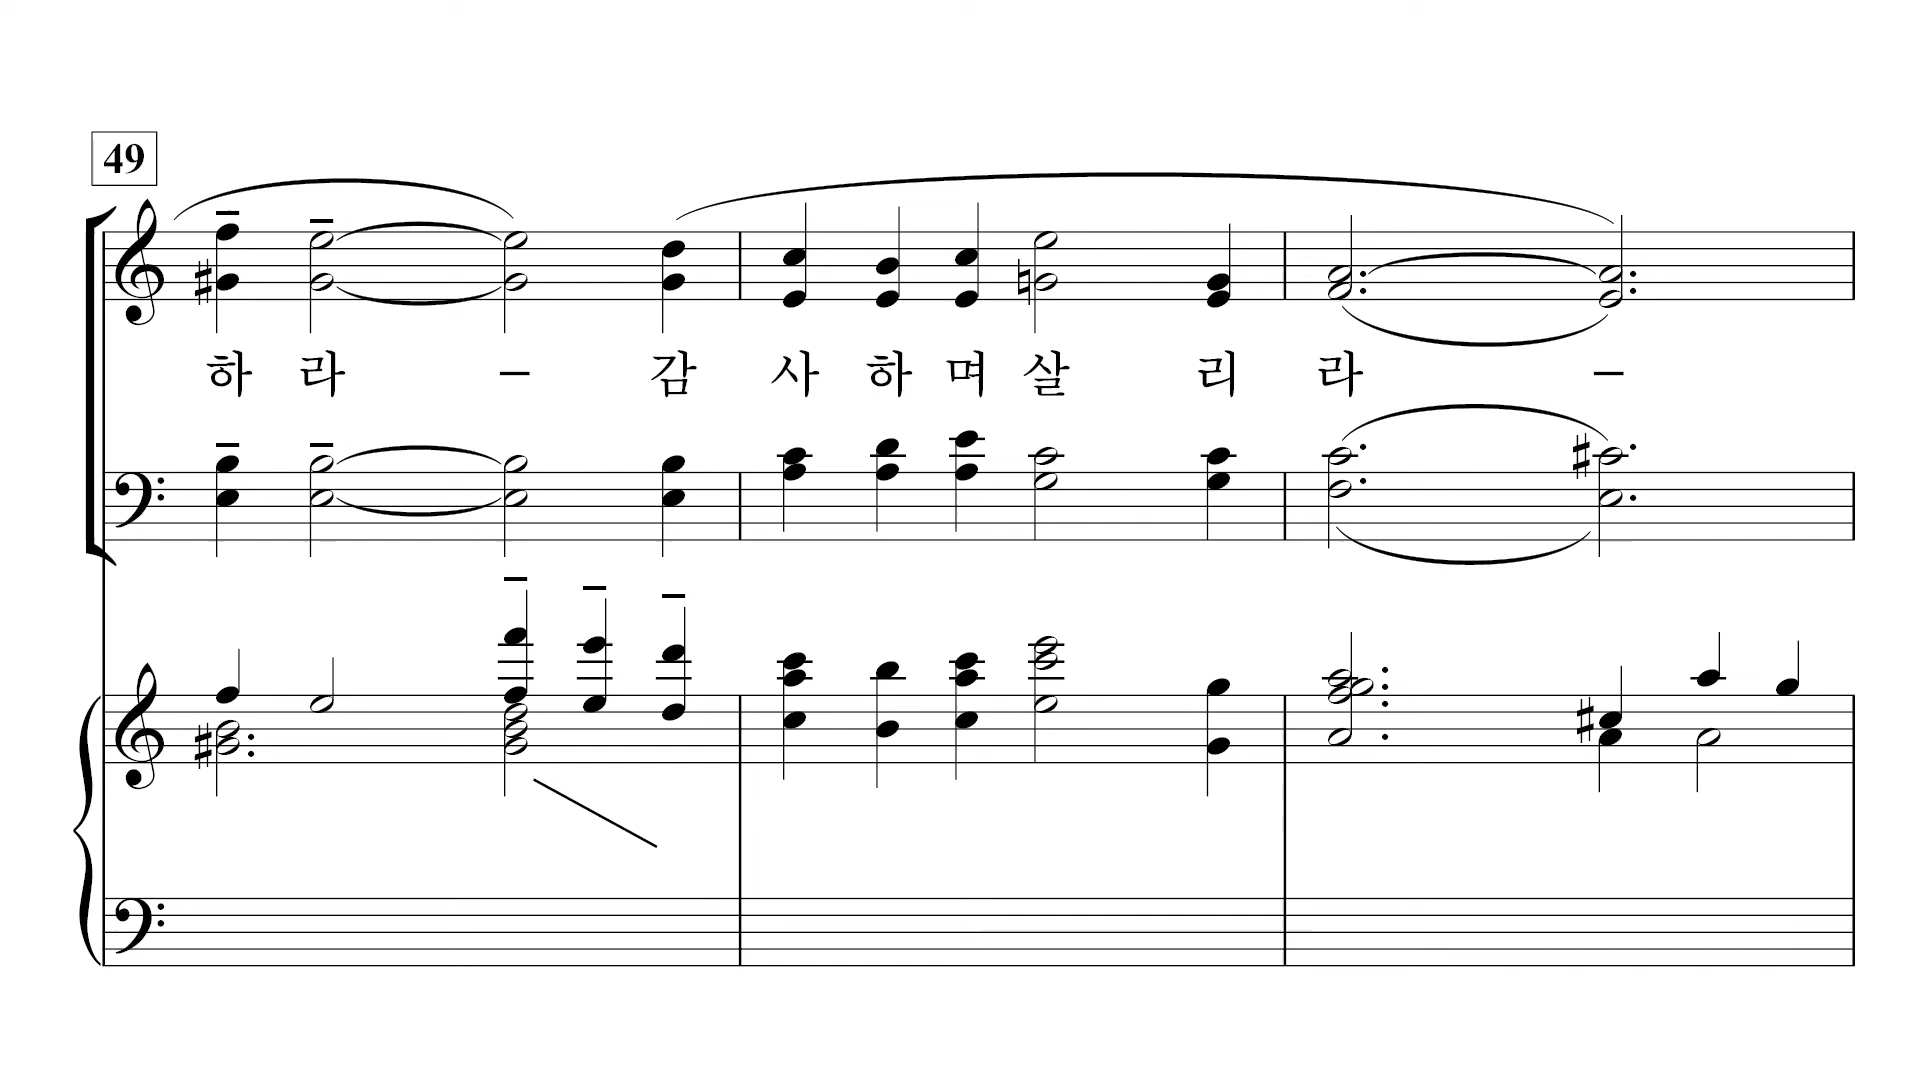 49
하 라 – 감 사 하 며 살 리 라 –